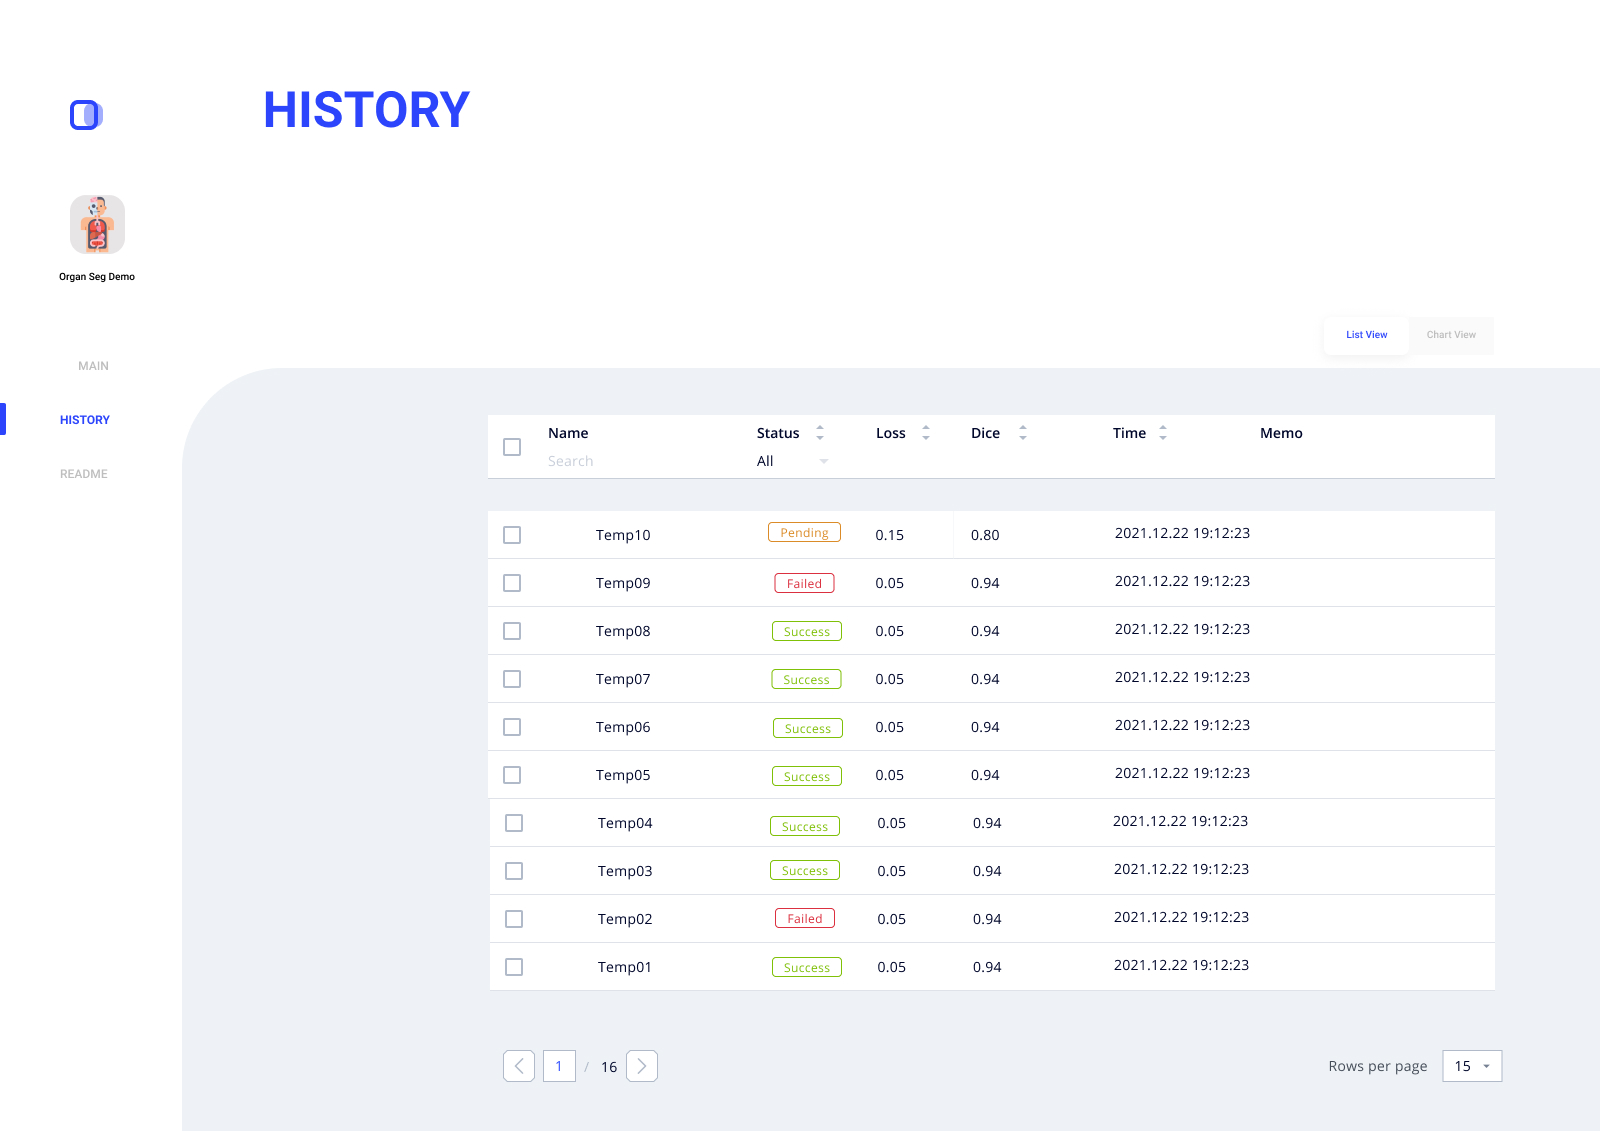 HISTORY
Organ Seg Demo
MAIN
HISTORY
README
List View Chart View
Name Status Loss Dice Time Memo
Search All
Temp10 Pending 0.15 0.80 2021.12.22 19:12:23
Temp09 Failed 0.05 0.94 2021.12.22 19:12:23
Temp08 Success 0.05 0.94 2021.12.22 19:12:23
Temp07 Success 0.05 0.94 2021.12.22 19:12:23
Temp06 Success 0.05 0.94 2021.12.22 19:12:23
Temp05 Success 0.05 0.94 2021.12.22 19:12:23
Temp04 Success 0.05 0.94 2021.12.22 19:12:23
Temp03 Success 0.05 0.94 2021.12.22 19:12:23
Temp02 Failed 0.05 0.94 2021.12.22 19:12:23
Temp01 Success 0.05 0.94 2021.12.22 19:12:23
1 / 16 Rows per page 15